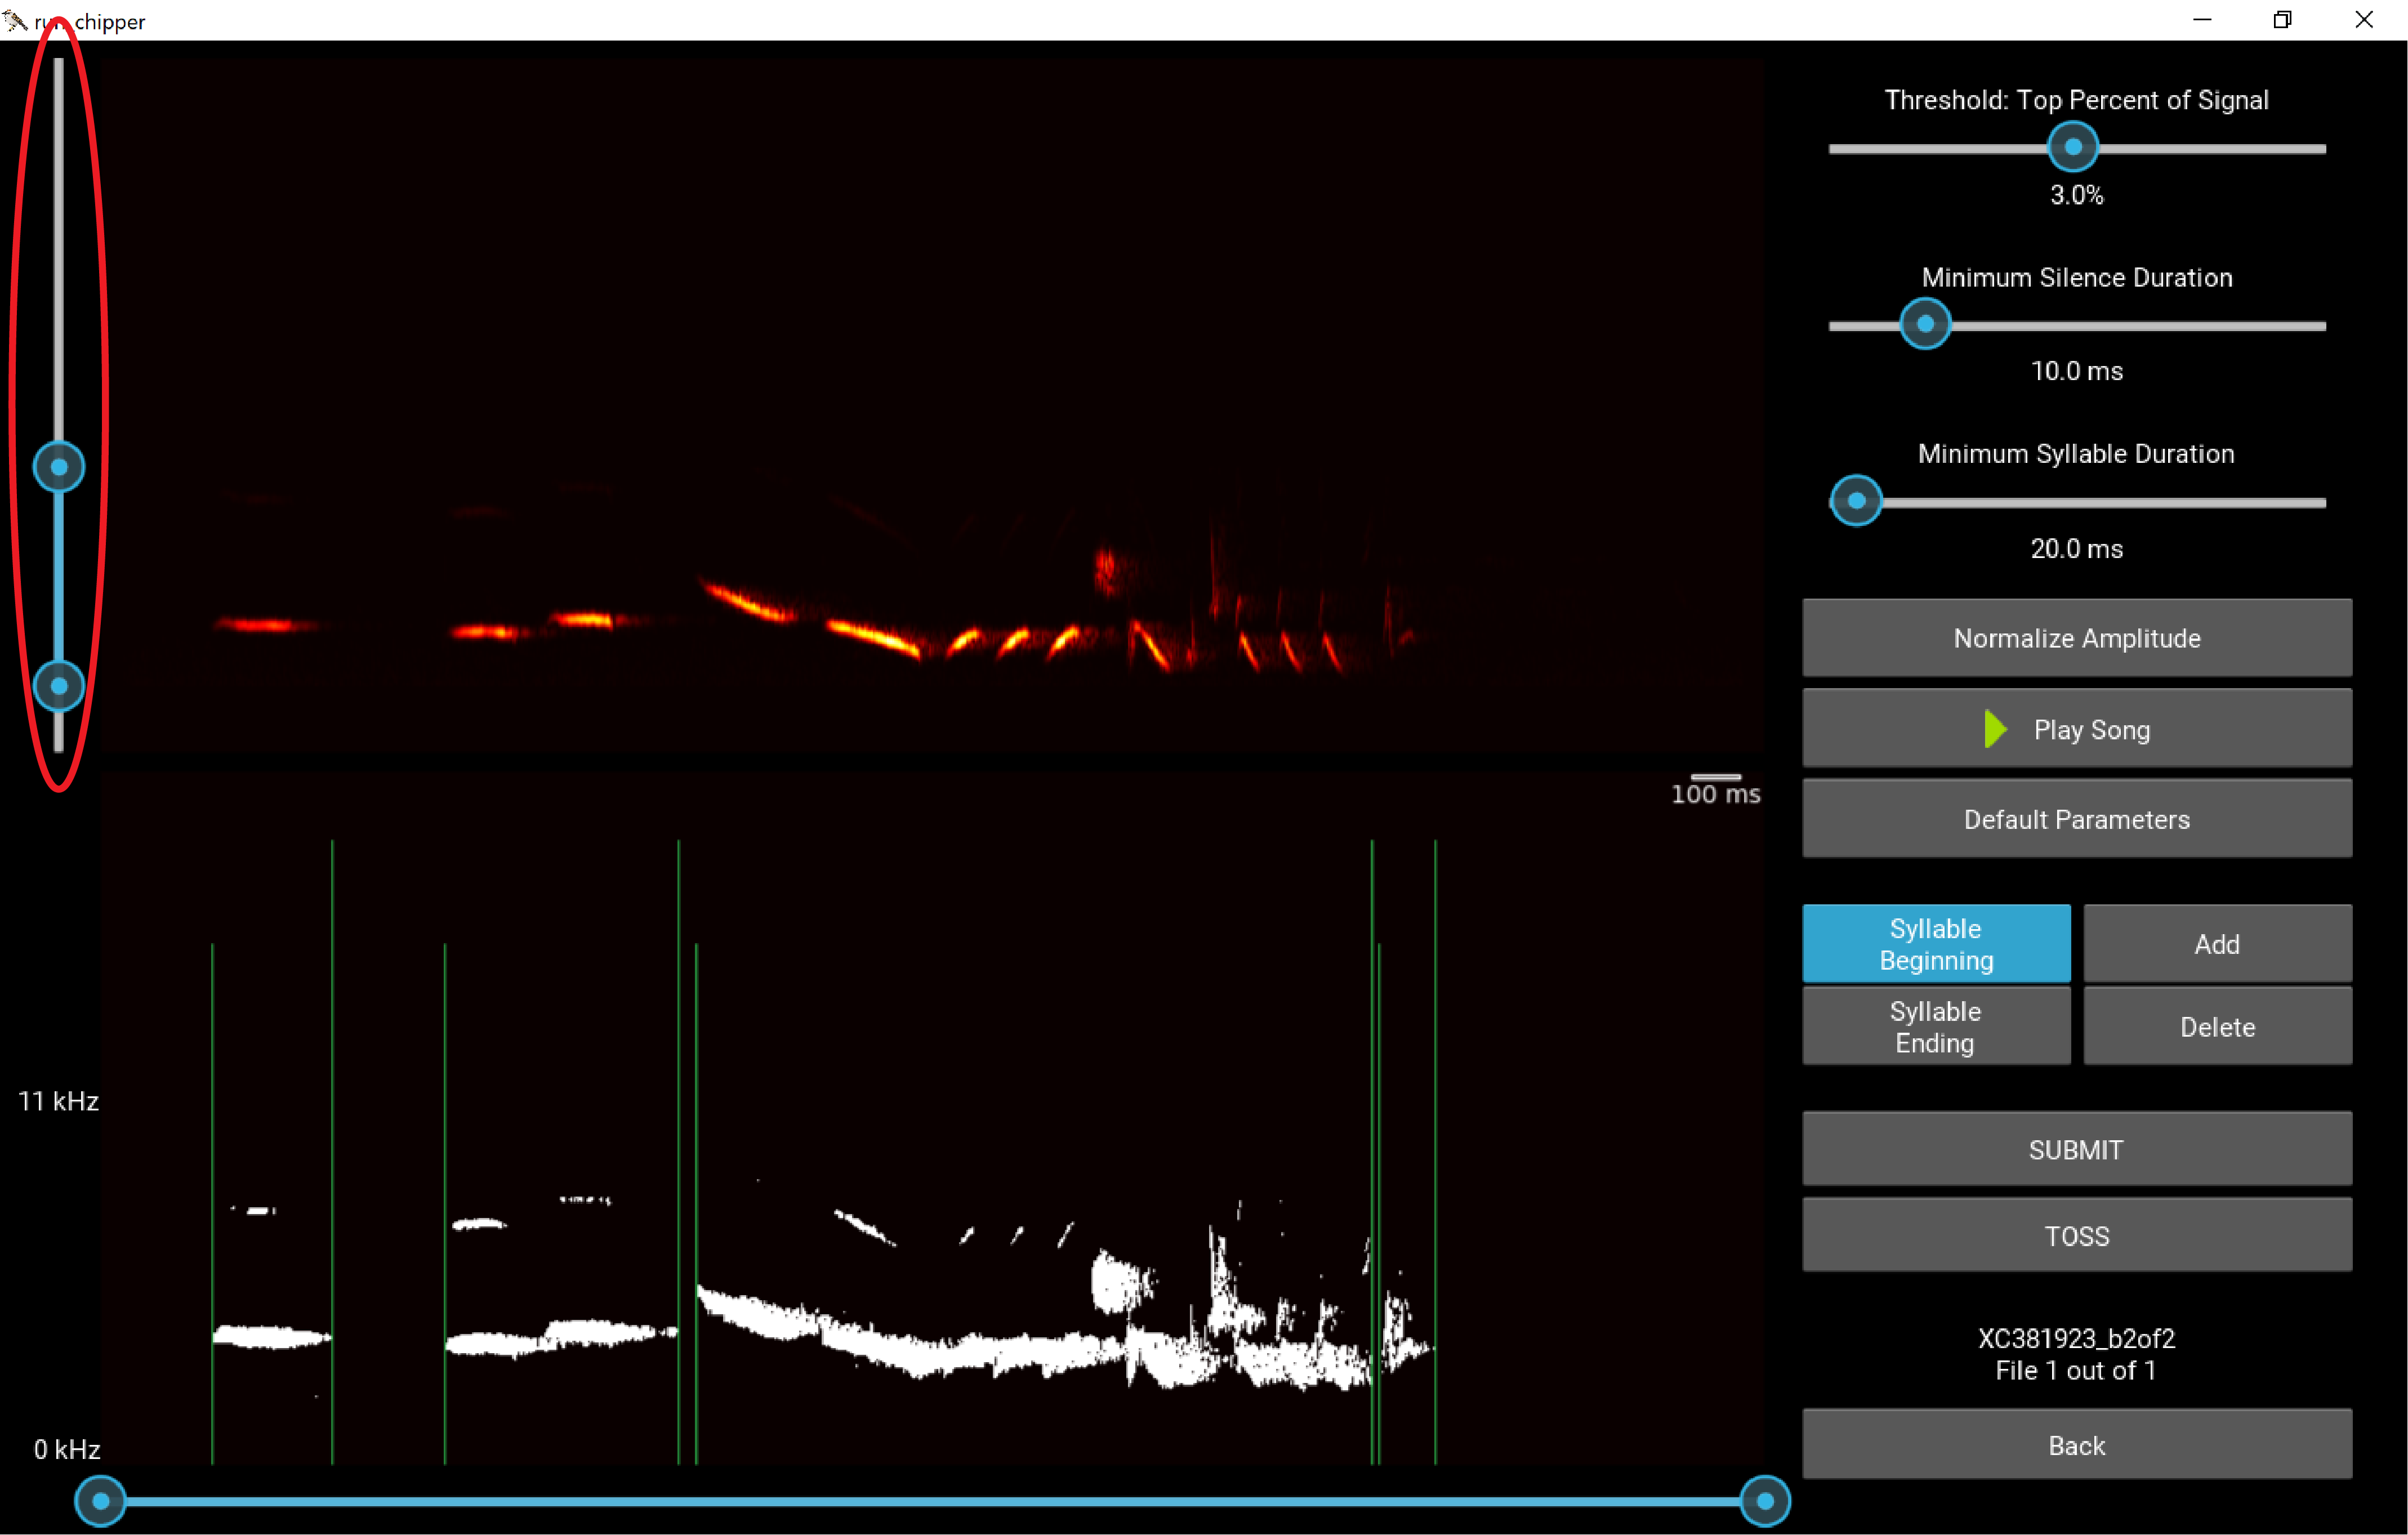 run_chipper
Threshold: Top Percent of Signal
3.0%
Minimum Silence Duration
10.0 ms
Minimum Syllable Duration
20.0 ms
Normalize Amplitude
Play Song
100 ms
Default Parameters
Syllable
Beginning
Add
Syllable
Ending
Delete
11 kHz
SUBMIT
TOSS
XC381923_b2of2
File 1 out of 1
0 kHz
Back